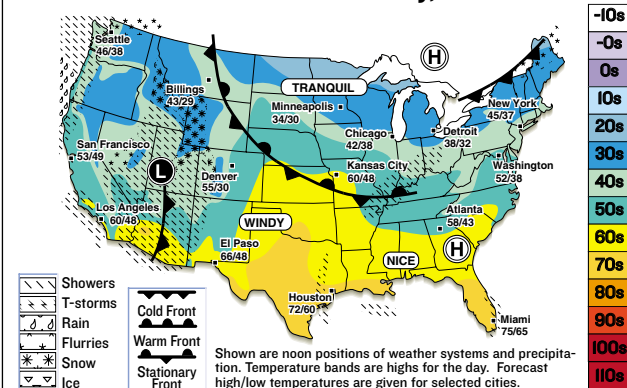 Seattle
46/38
H
-10s
-0s
0s
10s
20s
30s
40s
50s
60s
70s
80s
90s
100s
110s
Billings
43/29
TRANQUIL
Minneapolis
34/30
New York
45/37
Chicago
42/38
Detroit
38/32
San Francisco
53/49
L
Denver
55/30
Kansas City
60/48
Washington
52/38
Los Angeles
60/48
WINDY
Atlanta
58/43
El Paso
66/48
NICE
H
Houston
72/60
Miami
75/65
Showers
T-storms
Rain
Flurries
Snow
Ice
Cold Front
Warm Front
Stationary
Front
Shown are noon positions of weather systems and precipita-
tion. Temperature bands are highs for the day. Forecast
high/low temperatures are given for selected cities.